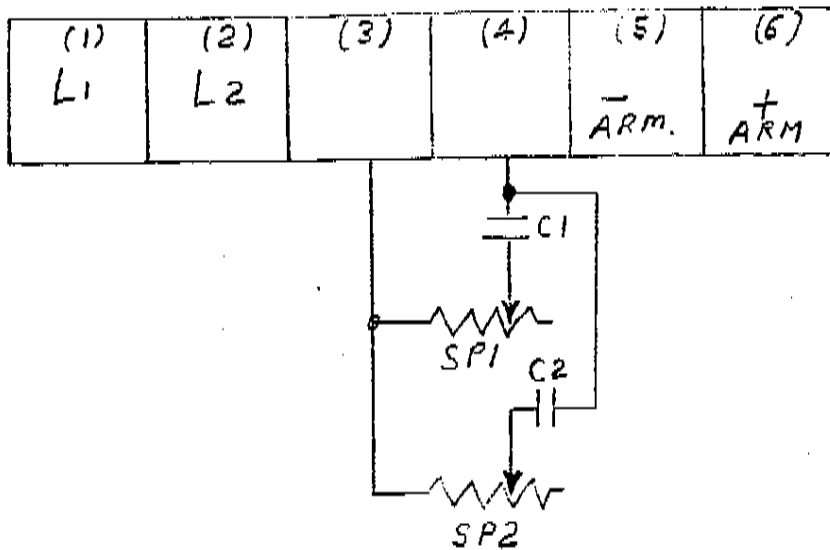 (1) (2) (3) (4) (5) (6)
L1 L2 - ARM. + ARM
C1
SP1
C2
SP2